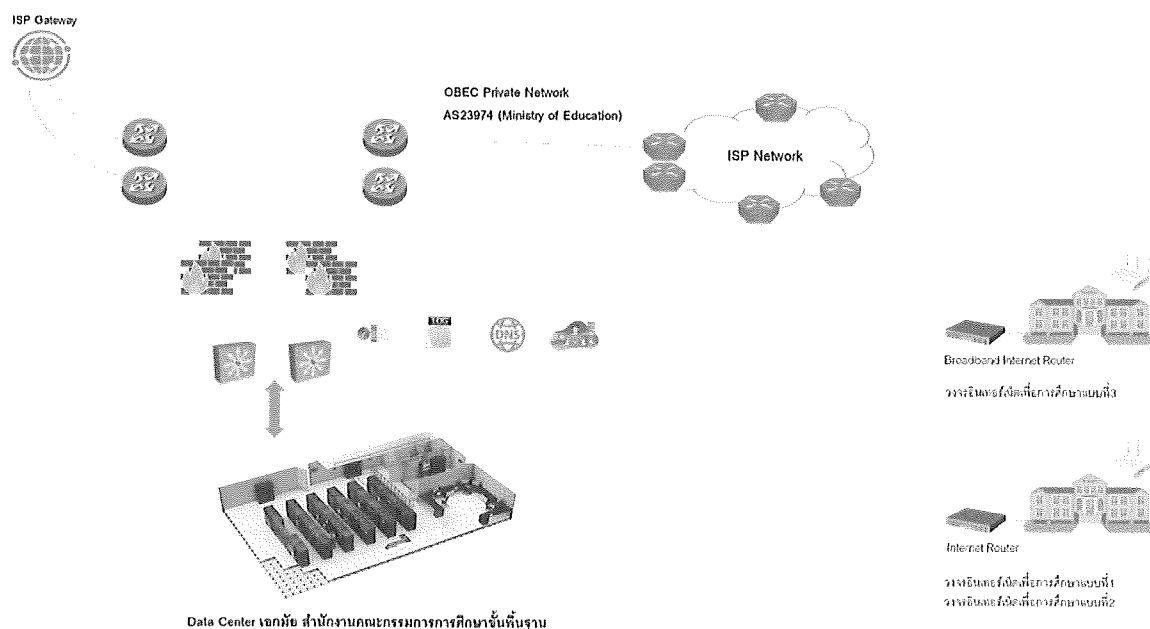 ISP Gateway
OBEC Private Network
AS23974 (Ministry of Education)
ISP Network
LOG
DNS
Broadband Internet Router
วงจรอินเทอร์เน็ตเพื่อการศึกษาแบบที่3
Internet Router
วงจรอินเทอร์เน็ตเพื่อการศึกษาแบบที่1
วงจรอินเทอร์เน็ตเพื่อการศึกษาแบบที่2
Data Center เอกมัย สำนักงานคณะกรรมการการศึกษาขั้นพื้นฐาน